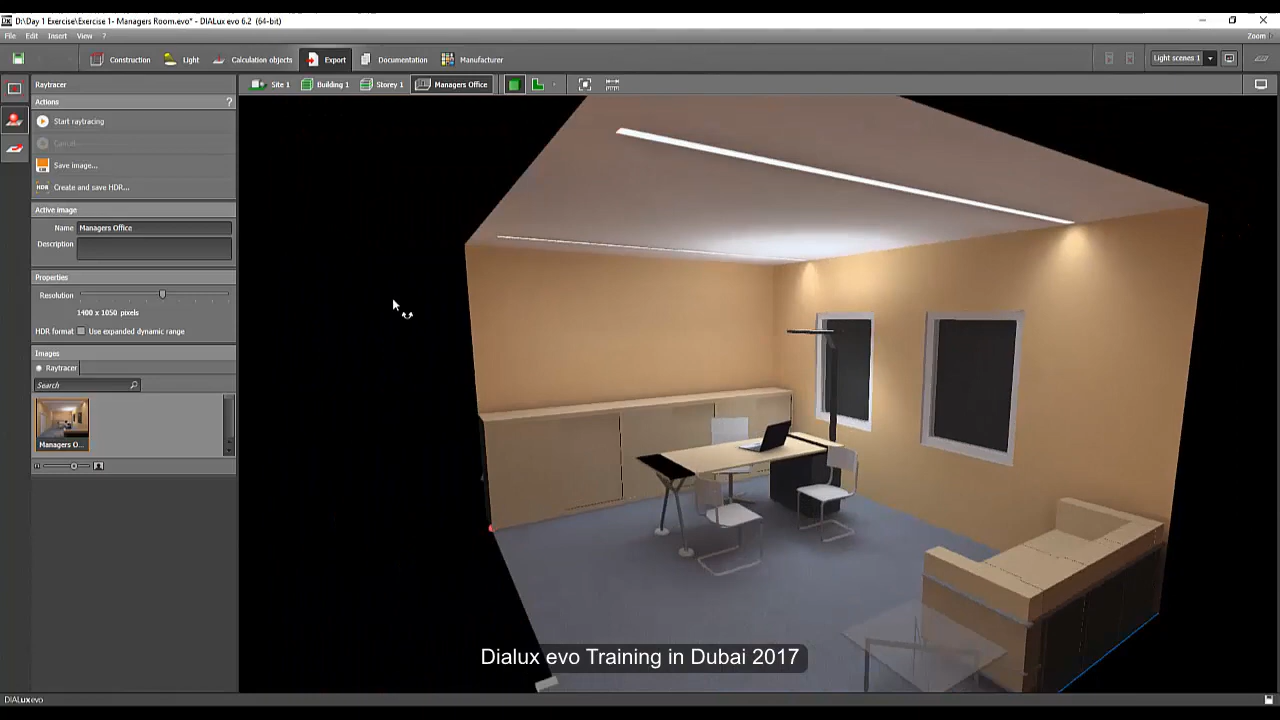 D:\Day 1 Exercise\Exercise 1- Managers Room.evo* - DIALux evo 6.2 (64-bit)
File Edit Insert View ? Zoom
Construction Light Calculation objects Export Documentation Manufacturer Light scenes 1
Raytracer Site 1 Building 1 Storey 1 Managers Office
Actions ?
Start raytracing
Cancel
Save image...
HDR Create and save HDR...
Active image
Name Managers Office
Description
Properties
Resolution
1400 x 1050 pixels
HDR format Use expanded dynamic range
Images
Raytracer
Search
Managers O...
Dialux evo Training in Dubai 2017
DIALux evo